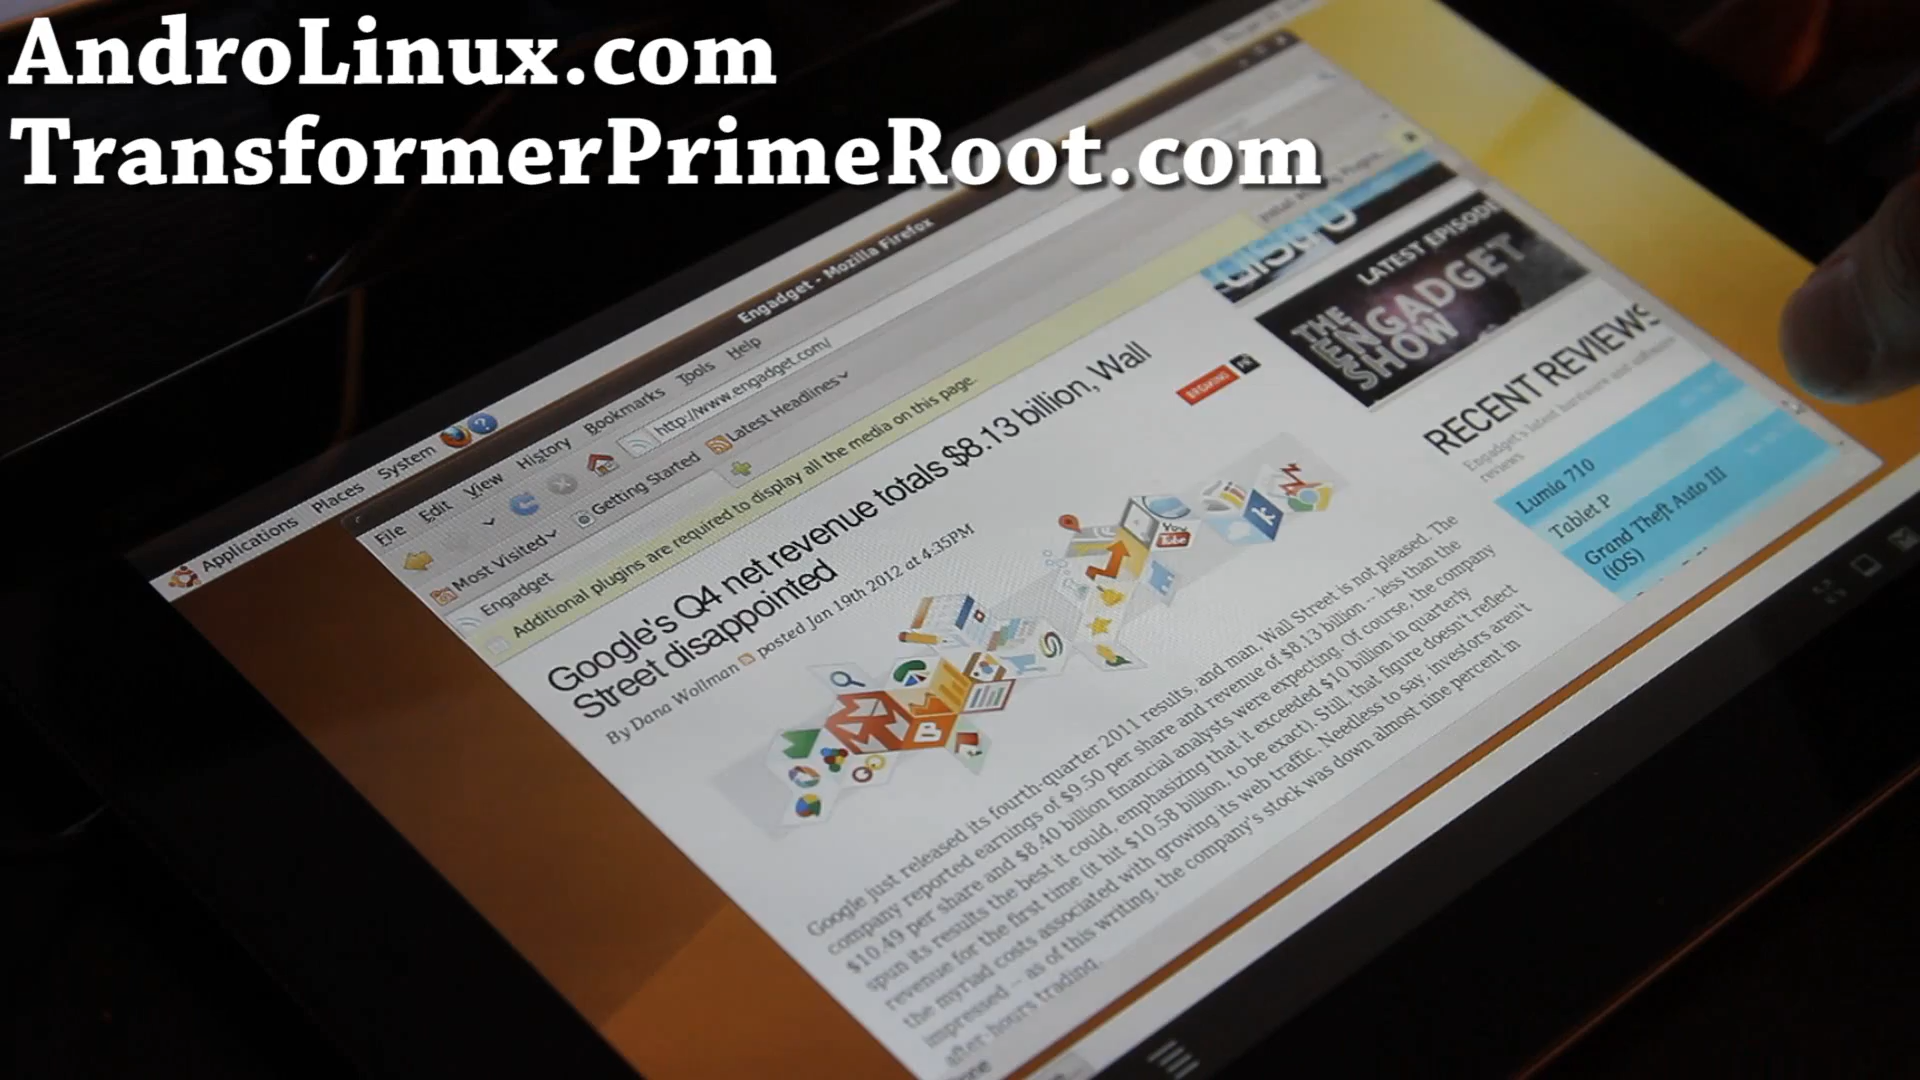 AndroLinux.com
TransformerPrimeRoot.com
Applications Places System
Engadget - Mozilla Firefox
File Edit View History Bookmarks Tools Help
http://www.engadget.com/
Most Visited Getting Started Latest Headlines
Engadget
Additional plugins are required to display all the media on this page.
Google's Q4 net revenue totals $8.13 billion, Wall
Street disappointed
By Dana Wollman posted Jan 19th 2012 at 4:35PM
BREAKING
You
Tube
Google just released its fourth-quarter 2011 results, and man, Wall Street is not pleased. The
company reported earnings of $9.50 per share and revenue of $8.13 billion -- less than the
$10.49 per share and $8.40 billion financial analysts were expecting. Of course, the company
spun its results the best it could, emphasizing that it exceeded $10 billion in quarterly
revenue for the first time (it hit $10.58 billion, to be exact). Still, that figure doesn't reflect
the myriad costs associated with growing its web traffic. Needless to say, investors aren't
impressed -- as of this writing, the company's stock was down almost nine percent in
after-hours trading.
LATEST EPISODE
THE
ENGADGET
SHOW
RECENT REVIEWS
Engadget's latest hardware and software
reviews
Lumia 710
Tablet P
Grand Theft Auto III
(iOS)